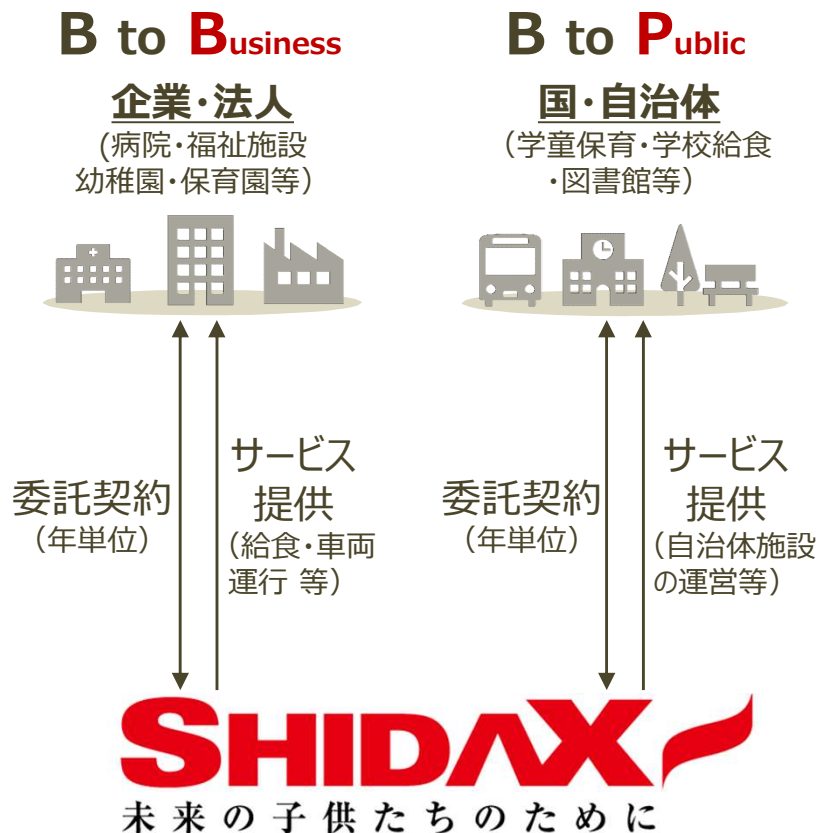 B to Business
企業・法人
(病院・福祉施設
幼稚園・保育園等）
委託契約
（年単位）
サービス
提供
（給食・車両
運行 等）
B to Public
国・自治体
（学童保育・学校給食
・図書館等）
委託契約
（年単位）
サービス
提供
（自治体施設
の運営等）
SHIDAX
未来の子供たちのために